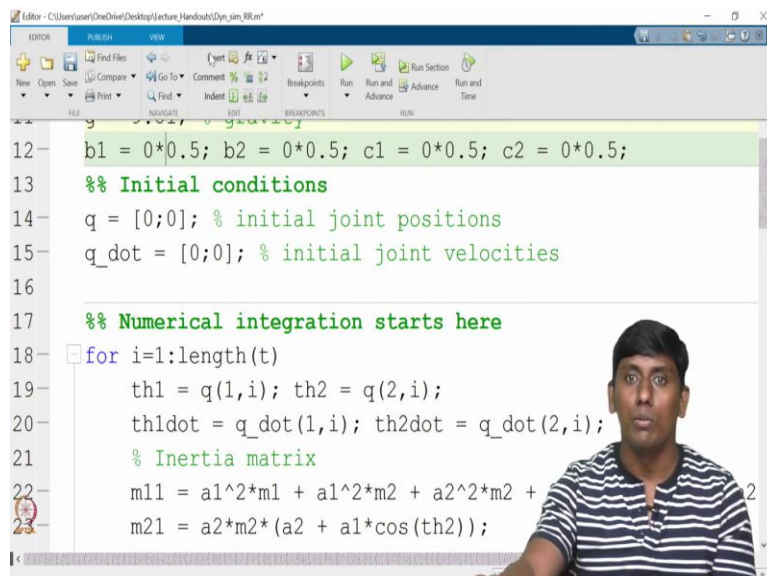 Editor - C:\Users\user\OneDrive\Desktop\Lecture_Handouts\Dyn_sim_RR.m*
EDITOR PUBLISH VIEW
New Open Save Find Files Compare Print Go To Find Insert Comment Indent Breakpoints Run Run and Advance Run Section Advance Run and Time
FILE NAVIGATE EDIT BREAKPOINTS RUN
12 b1 = 0*0.5; b2 = 0*0.5; c1 = 0*0.5; c2 = 0*0.5;
13 %% Initial conditions
14 q = [0;0]; % initial joint positions
15 q_dot = [0;0]; % initial joint velocities
16
17 %% Numerical integration starts here
18 for i=1:length(t)
19 th1 = q(1,i); th2 = q(2,i);
20 th1dot = q_dot(1,i); th2dot = q_dot(2,i);
21 % Inertia matrix
22 m11 = a1^2*m1 + a1^2*m2 + a2^2*m2 +
23 m21 = a2*m2*(a2 + a1*cos(th2));